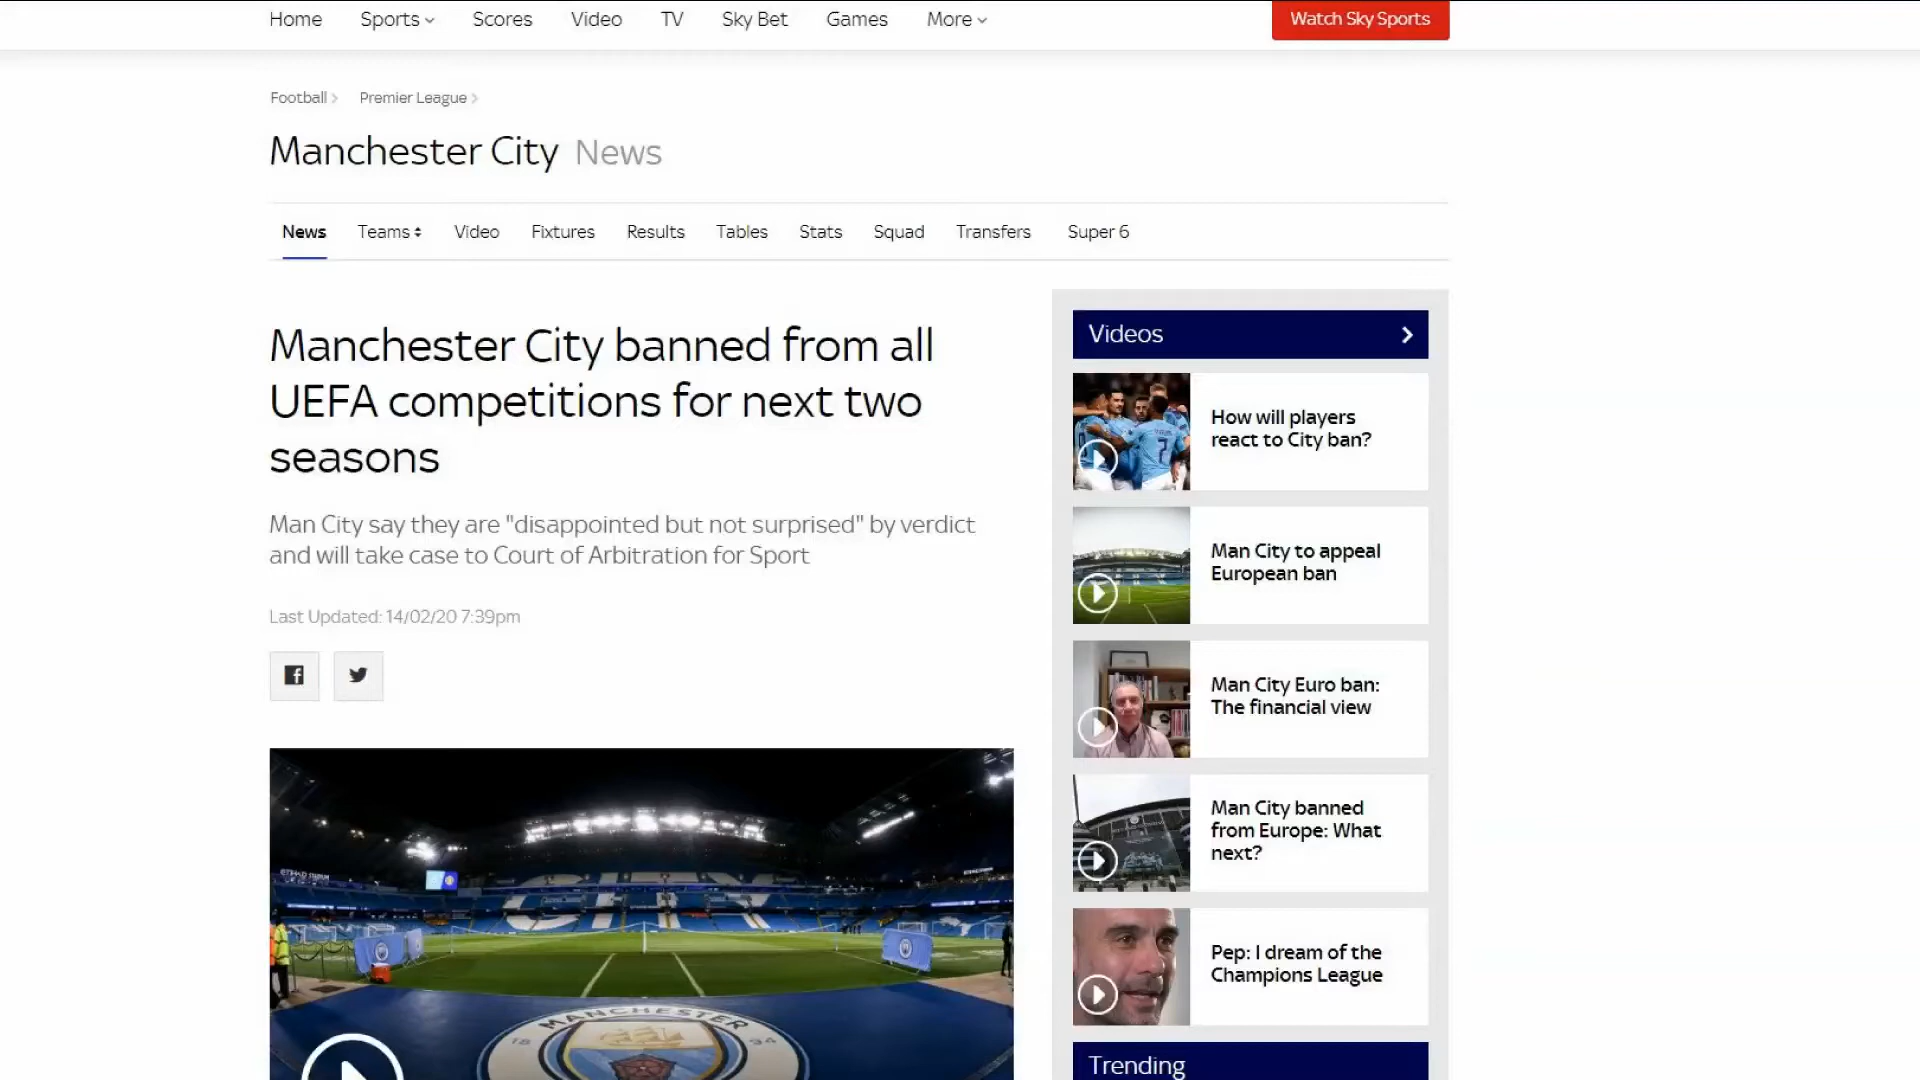 Home Sports Scores Video TV Sky Bet Games More
Watch Sky Sports
Football Premier League
Manchester City News
News Teams Video Fixtures Results Tables Stats Squad Transfers Super 6
Manchester City banned from all
UEFA competitions for next two
seasons
Man City say they are "disappointed but not surprised" by verdict
and will take case to Court of Arbitration for Sport
Last Updated: 14/02/20 7:39pm
MANCHESTER
18 94
Videos
How will players
react to City ban?
Man City to appeal
European ban
Man City Euro ban:
The financial view
Man City banned
from Europe: What
next?
Pep: I dream of the
Champions League
Trending